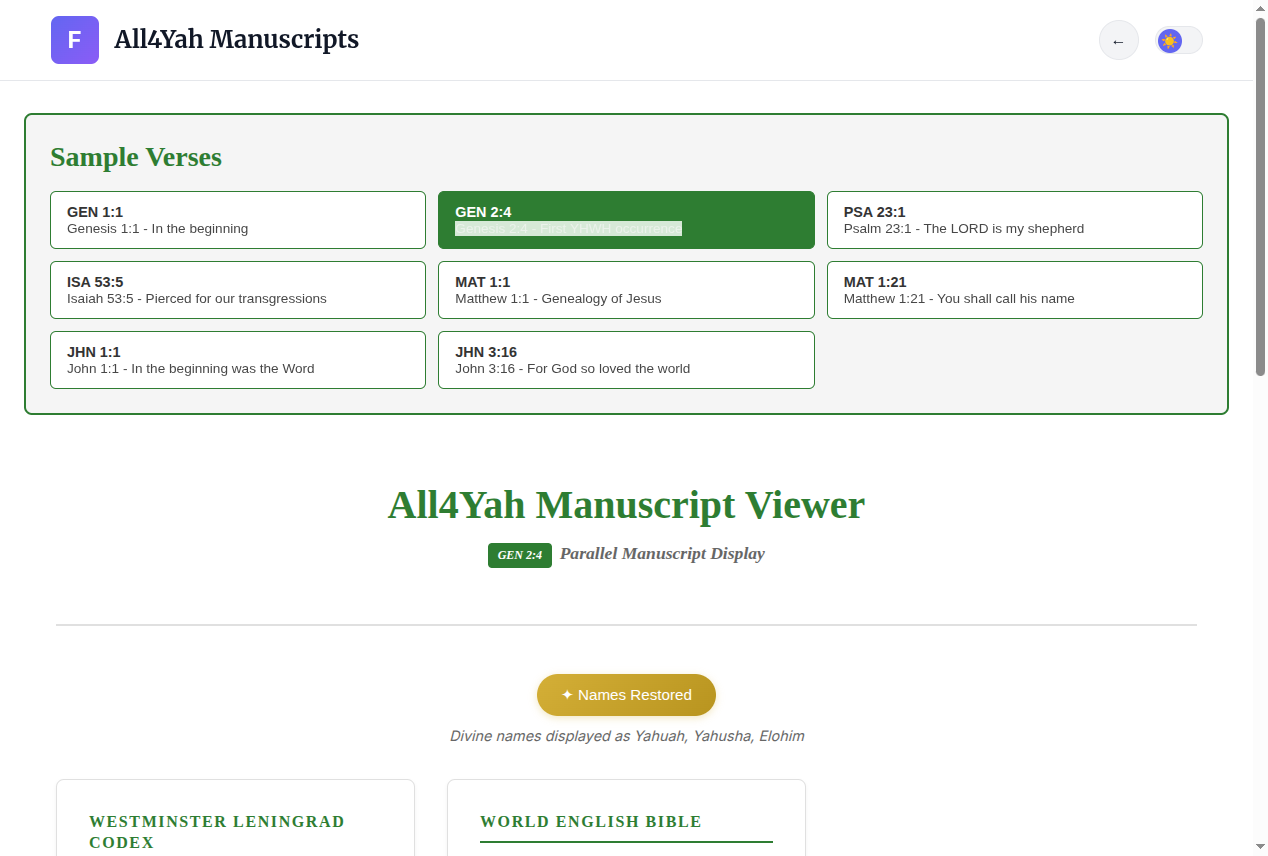 F
All4Yah Manuscripts
←
Sample Verses
GEN 1:1
Genesis 1:1 - In the beginning
GEN 2:4
Genesis 2:4 - First YHWH occurrence
PSA 23:1
Psalm 23:1 - The LORD is my shepherd
ISA 53:5
Isaiah 53:5 - Pierced for our transgressions
MAT 1:1
Matthew 1:1 - Genealogy of Jesus
MAT 1:21
Matthew 1:21 - You shall call his name
JHN 1:1
John 1:1 - In the beginning was the Word
JHN 3:16
John 3:16 - For God so loved the world
All4Yah Manuscript Viewer
GEN 2:4 Parallel Manuscript Display
✦ Names Restored
Divine names displayed as Yahuah, Yahusha, Elohim
WESTMINSTER LENINGRAD
CODEX
WORLD ENGLISH BIBLE